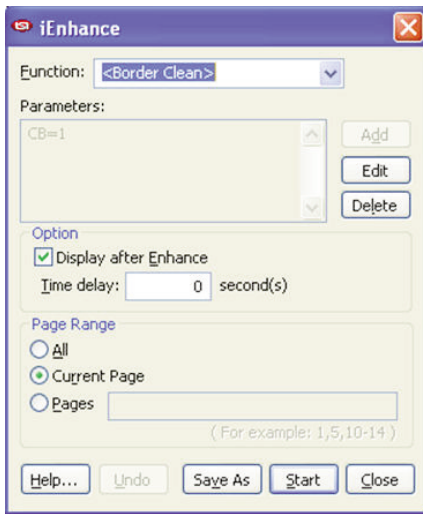 iEnhance
Function: <Border Clean>
Parameters:
CB=1
Add
Edit
Delete
Option
Display after Enhance
Time delay: 0 second(s)
Page Range
All
Current Page
Pages
( For example: 1,5,10-14 )
Help... Undo Save As Start Close